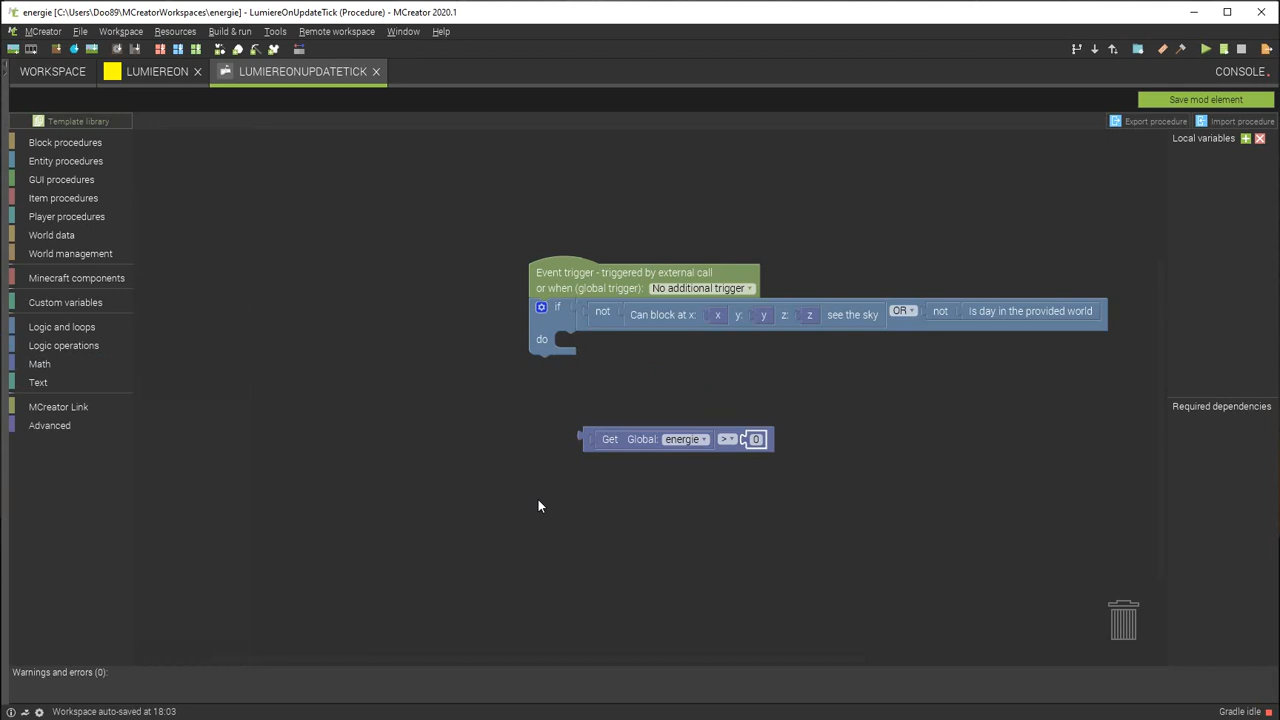 energie [C:\Users\Doo89\MCreatorWorkspaces\energie] - LumiereOnUpdateTick (Procedure) - MCreator 2020.1
MCreator File Workspace Resources Build & run Tools Remote workspace Window Help
WORKSPACE LUMIEREON LUMIEREONUPDATETICK CONSOLE
Save mod element
Template library Export procedure Import procedure
Block procedures
Entity procedures
GUI procedures
Item procedures
Player procedures
World data
World management
Minecraft components
Custom variables
Logic and loops
Logic operations
Math
Text
MCreator Link
Advanced
Event trigger - triggered by external call
or when (global trigger): No additional trigger
if not Can block at x: x y: y z: z see the sky OR not Is day in the provided world
do
Get Global: energie > 0
Local variables
Required dependencies
Warnings and errors (0):
Workspace auto-saved at 18:03 Gradle idle